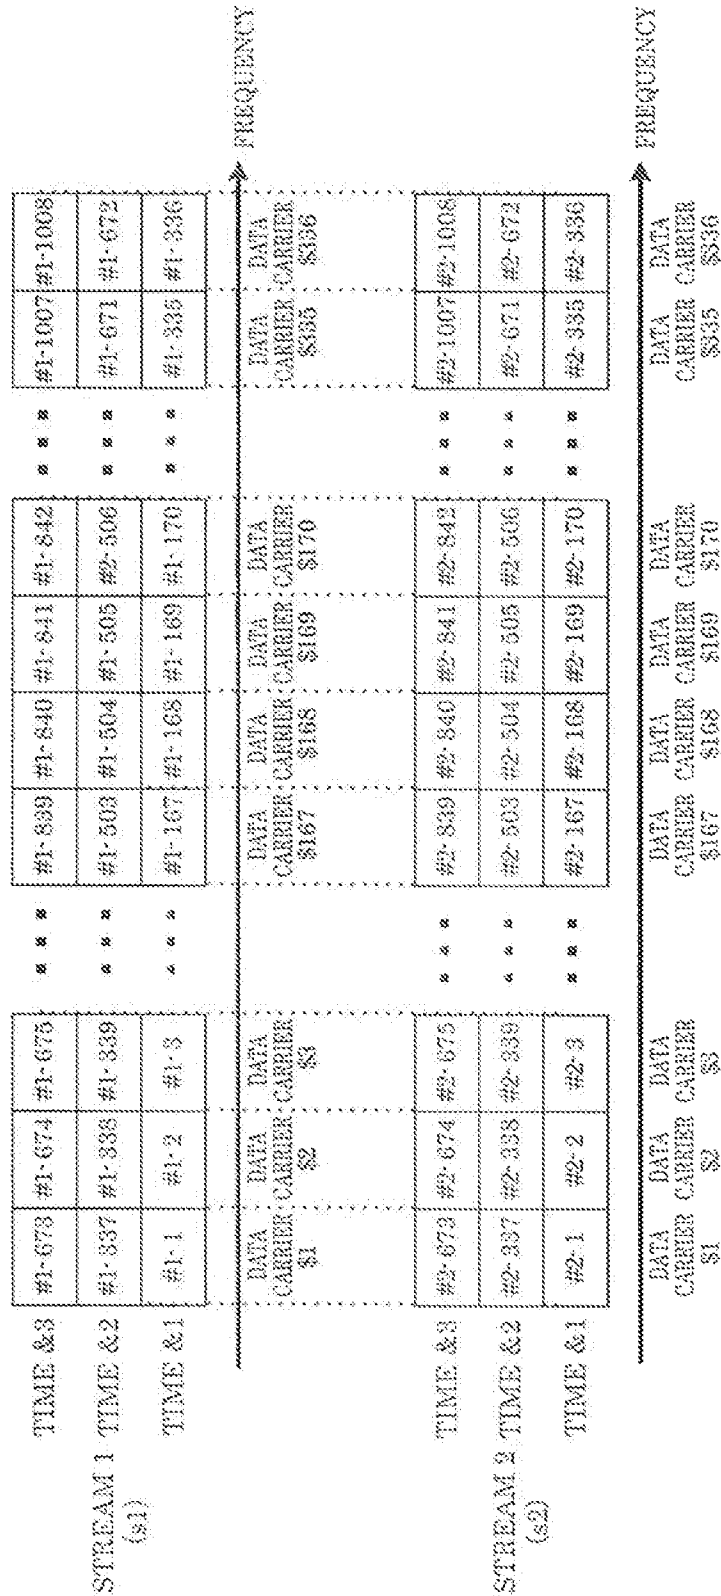 STREAM 1
(s1)
TIME &3
#1-673 #1-674 #1-675 ▪▪▪ #1-839 #1-840 #1-841 #1-842 ▪▪▪ #1-1007 #1-1008
TIME &2
#1-337 #1-338 #1-339 ▪▪▪ #1-503 #1-504 #1-505 #2-506 ▪▪▪ #1-671 #1-672
TIME &1
#1-1 #1-2 #1-3 ▪▪▪ #1-167 #1-168 #1-169 #1-170 ▪▪▪ #1-335 #1-336
FREQUENCY
DATA CARRIER $1
DATA CARRIER $2
DATA CARRIER $3
DATA CARRIER $167
DATA CARRIER $168
DATA CARRIER $169
DATA CARRIER $170
DATA CARRIER $335
DATA CARRIER $336
STREAM 2
(s2)
TIME &3
#2-673 #2-674 #2-675 ▪▪▪ #2-839 #2-840 #2-841 #2-842 ▪▪▪ #2-1007 #2-1008
TIME &2
#2-337 #2-338 #2-339 ▪▪▪ #2-503 #2-504 #2-505 #2-506 ▪▪▪ #2-671 #2-672
TIME &1
#2-1 #2-2 #2-3 ▪▪▪ #2-167 #2-168 #2-169 #2-170 ▪▪▪ #2-335 #2-336
FREQUENCY
DATA CARRIER $1
DATA CARRIER $2
DATA CARRIER $3
DATA CARRIER $167
DATA CARRIER $168
DATA CARRIER $169
DATA CARRIER $170
DATA CARRIER $335
DATA CARRIER $336